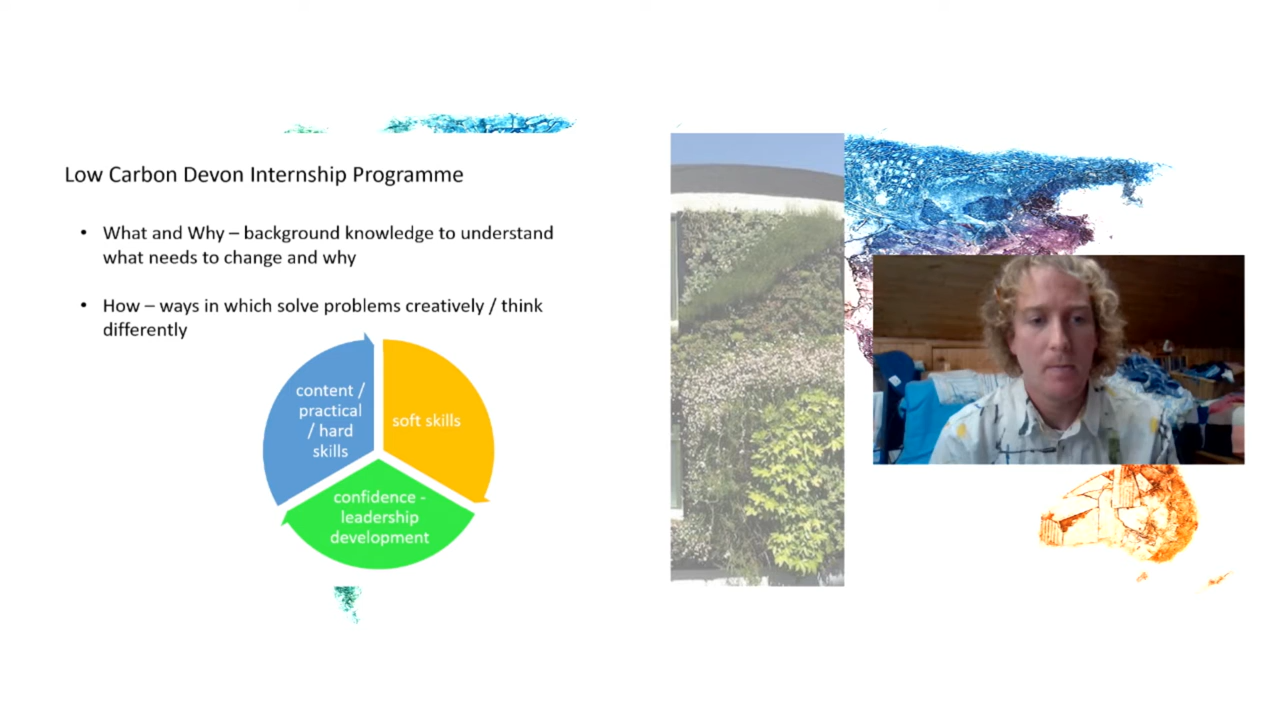 Low Carbon Devon Internship Programme
• What and Why – background knowledge to understand
what needs to change and why
• How – ways in which solve problems creatively / think
differently
content /
practical
/ hard
skills
soft skills
confidence -
leadership
development